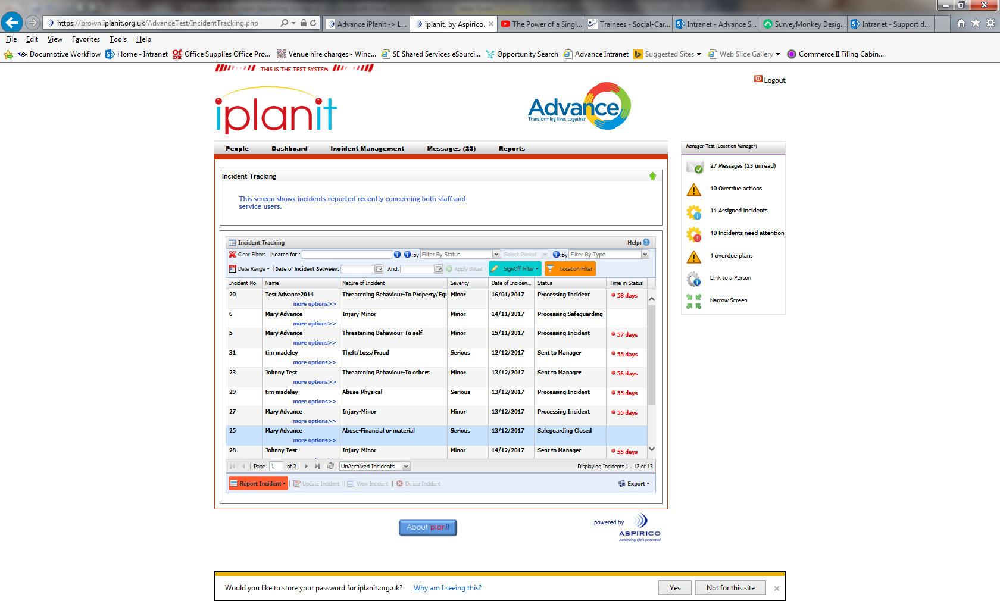 https://brown.iplanit.org.uk/AdvanceTest/IncidentTracking.php
Advance iPlanit -> L...
iplanit, by Aspirico.
The Power of a Singl...
Trainees - Social-Car...
Intranet - Advance S...
SurveyMonkey Desig...
Intranet - Support d...
File Edit View Favorites Tools Help
Documotive Workflow
Home - Intranet
Office Supplies Office Pro...
Venue hire charges - Winc...
SE Shared Services eSourci...
Opportunity Search
Advance Intranet
Suggested Sites
Web Slice Gallery
Commerce II Filing Cabin...
THIS IS THE TEST SYSTEM
Logout
iplanit
Advance
Transforming lives together
People Dashboard Incident Management Messages (23) Reports
Manager Test (Location Manager)
27 Messages (23 unread)
10 Overdue actions
11 Assigned Incidents
10 Incidents need attention
1 overdue plans
Link to a Person
Narrow Screen
Incident Tracking
This screen shows incidents reported recently concerning both staff and
service users.
Incident Tracking Help:
Clear Filters Search for : :by Filter By Status Select Period :by Filter By Type
Date Range Date of Incident Between: And: Apply Dates SignOff Filter Location Filter
Incident No. Name Nature of Incident Severity Date of Inciden... Status Time in Status
20 Test Advance2014 Threatening Behaviour-To Property/Equ Minor 16/01/2017 Processing Incident 58 days
more options>>
6 Mary Advance Injury-Minor Minor 14/11/2017 Processing Safeguarding
more options>>
5 Mary Advance Threatening Behaviour-To self Minor 15/11/2017 Processing Incident 57 days
more options>>
31 tim madeley Theft/Loss/Fraud Serious 12/12/2017 Sent to Manager 55 days
more options>>
23 Johnny Test Threatening Behaviour-To others Minor 13/12/2017 Sent to Manager 56 days
more options>>
29 tim madeley Abuse-Physical Serious 13/12/2017 Processing Incident 55 days
more options>>
27 Mary Advance Injury-Minor Minor 13/12/2017 Processing Incident 55 days
more options>>
25 Mary Advance Abuse-Financial or material Serious 13/12/2017 Safeguarding Closed
more options>>
28 Johnny Test Injury-Minor Minor 14/12/2017 Sent to Manager 55 days
Page 1 of 2 UnArchived Incidents Displaying Incidents 1 - 12 of 13
Report Incident Update Incident View Incident Delete Incident Export
About iplanit
powered by
ASPIRICO
Achieving life's potential
Would you like to store your password for iplanit.org.uk? Why am I seeing this? Yes Not for this site